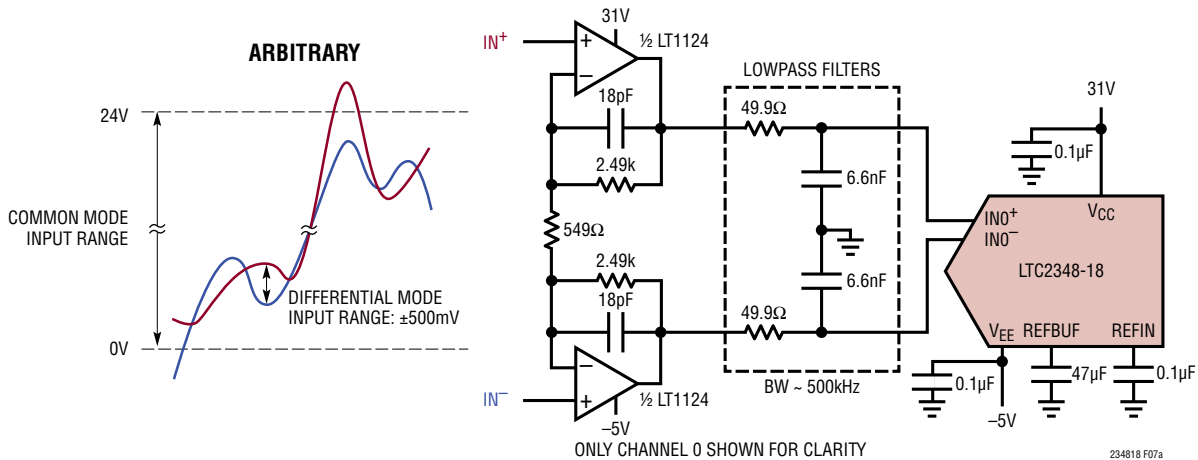 ARBITRARY
24V
COMMON MODE
INPUT RANGE
DIFFERENTIAL MODE
INPUT RANGE: ±500mV
0V
IN+
31V
½ LT1124
+
–
18pF
2.49k
549Ω
2.49k
18pF
–
+
½ LT1124
IN–
–5V
LOWPASS FILTERS
49.9Ω
6.6nF
6.6nF
49.9Ω
BW ~ 500kHz
31V
0.1µF
VCC
IN0+
IN0–
LTC2348-18
VEE
REFBUF
REFIN
0.1µF
47µF
0.1µF
–5V
ONLY CHANNEL 0 SHOWN FOR CLARITY
234818 F07a